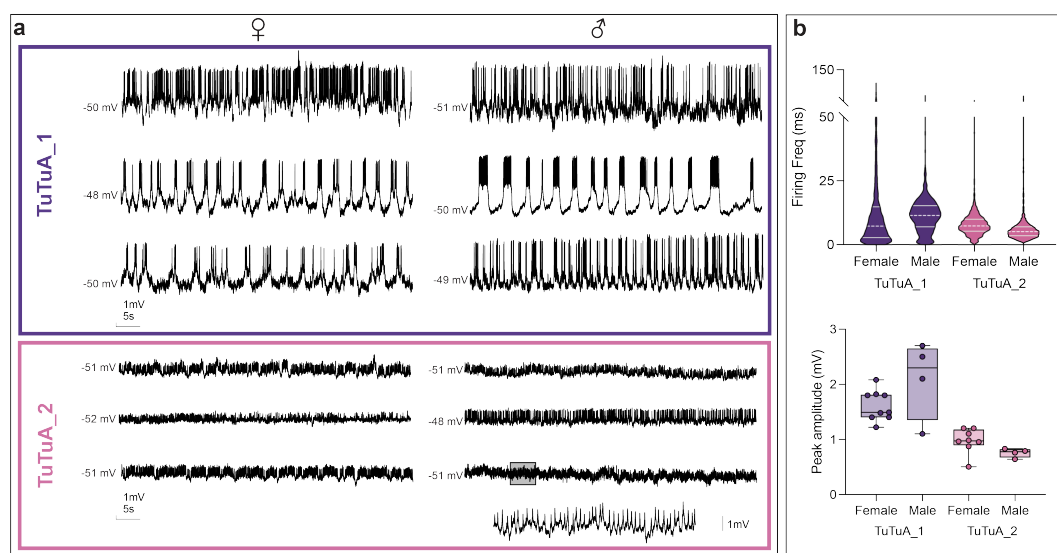 a
♀ ♂
TuTuA_1
-50 mV
-51 mV
-48 mV
-50 mV
-50 mV
-49 mV
1mV
5s
TuTuA_2
-51 mV
-51 mV
-52 mV
-48 mV
-51 mV
-51 mV
1mV
5s
1mV
b
Firing Freq (ms)
150
50
25
0
Female Male Female Male
TuTuA_1 TuTuA_2
Peak amplitude (mV)
3
2
1
0
Female Male Female Male
TuTuA_1 TuTuA_2